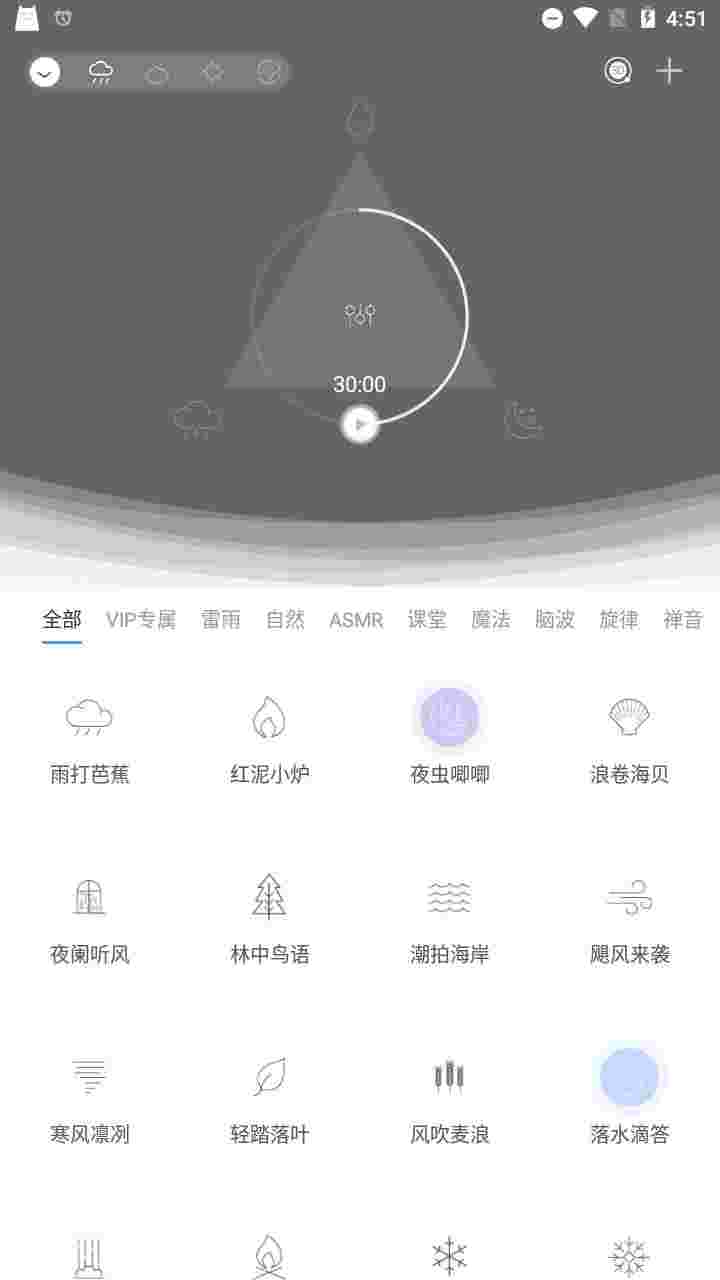 4:51
30:00
全部 VIP专属 雷雨 自然 ASMR 课堂 魔法 脑波 旋律 禅音
雨打芭蕉 红泥小炉 夜虫唧唧 浪卷海贝
夜阑听风 林中鸟语 潮拍海岸 飓风来袭
寒风凛冽 轻踏落叶 风吹麦浪 落水滴答